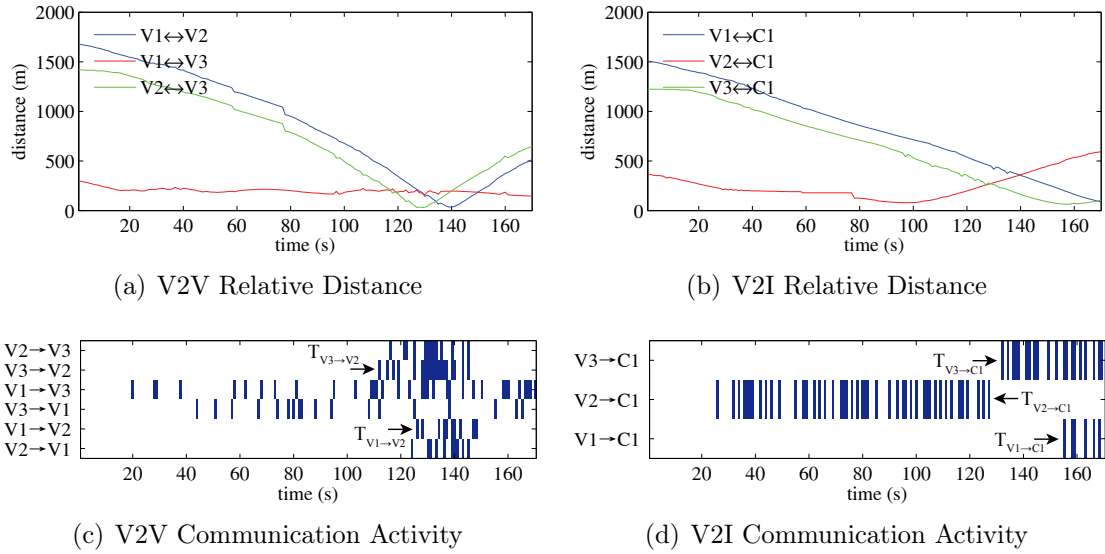 2000
1500
1000
500
0
distance (m)
V1↔V2
V1↔V3
V2↔V3
20 40 60 80 100 120 140 160
time (s)
(a) V2V Relative Distance
2000
1500
1000
500
0
distance (m)
V1↔C1
V2↔C1
V3↔C1
20 40 60 80 100 120 140 160
time (s)
(b) V2I Relative Distance
V2→V3
V3→V2
V1→V3
V3→V1
V1→V2
V2→V1
T_{V3→V2}
T_{V1→V2}
20 40 60 80 100 120 140 160
time (s)
(c) V2V Communication Activity
V3→C1
V2→C1
V1→C1
T_{V3→C1}
T_{V2→C1}
T_{V1→C1}
20 40 60 80 100 120 140 160
time (s)
(d) V2I Communication Activity